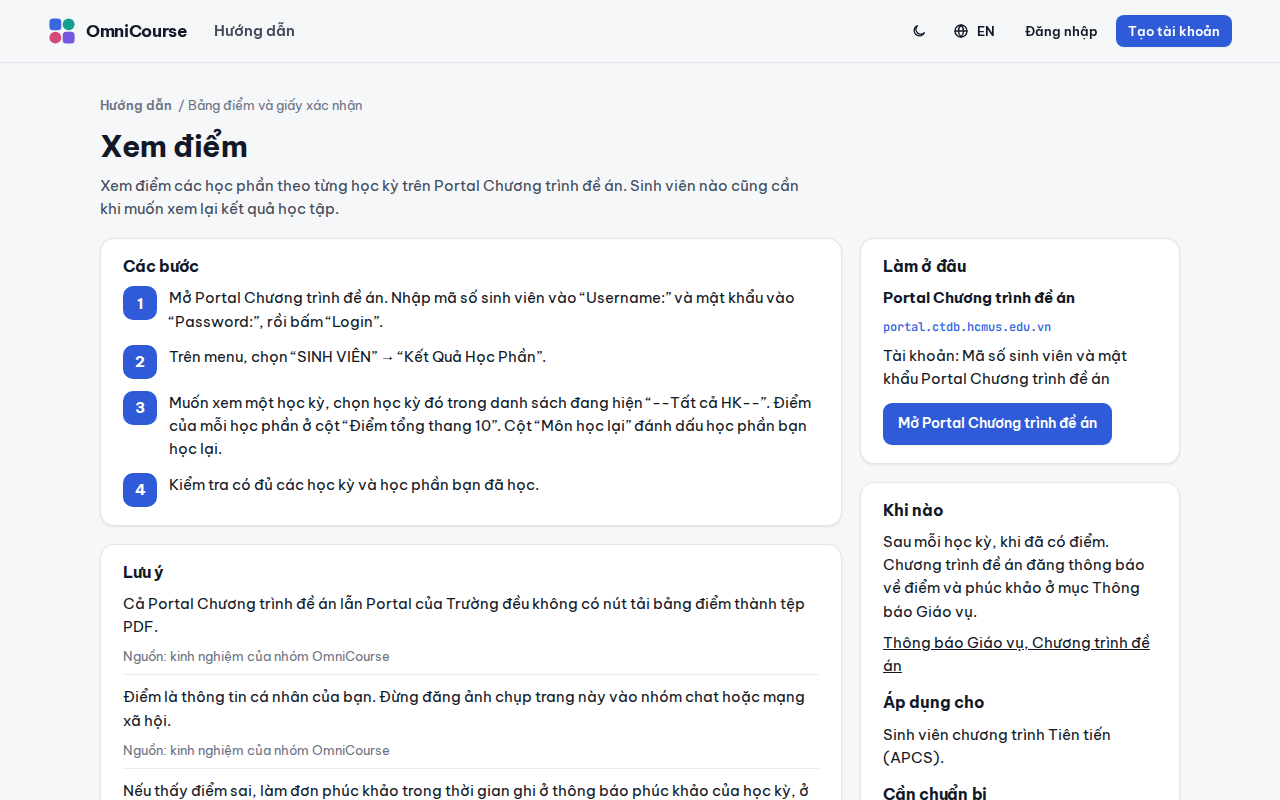 OmniCourse
Hướng dẫn
EN
Đăng nhập
Tạo tài khoản
Hướng dẫn / Bảng điểm và giấy xác nhận
Xem điểm
Xem điểm các học phần theo từng học kỳ trên Portal Chương trình đề án. Sinh viên nào cũng cần
khi muốn xem lại kết quả học tập.
Các bước
1 Mở Portal Chương trình đề án. Nhập mã số sinh viên vào “Username:” và mật khẩu vào
“Password:”, rồi bấm “Login”.
2 Trên menu, chọn “SINH VIÊN” → “Kết Quả Học Phần”.
3 Muốn xem một học kỳ, chọn học kỳ đó trong danh sách đang hiện “--Tất cả HK--”. Điểm
của mỗi học phần ở cột “Điểm tổng thang 10”. Cột “Môn học lại” đánh dấu học phần bạn
học lại.
4 Kiểm tra có đủ các học kỳ và học phần bạn đã học.
Lưu ý
Cả Portal Chương trình đề án lẫn Portal của Trường đều không có nút tải bảng điểm thành tệp
PDF.
Nguồn: kinh nghiệm của nhóm OmniCourse
Điểm là thông tin cá nhân của bạn. Đừng đăng ảnh chụp trang này vào nhóm chat hoặc mạng
xã hội.
Nguồn: kinh nghiệm của nhóm OmniCourse
Nếu thấy điểm sai, làm đơn phúc khảo trong thời gian ghi ở thông báo phúc khảo của học kỳ, ở
Làm ở đâu
Portal Chương trình đề án
portal.ctdb.hcmus.edu.vn
Tài khoản: Mã số sinh viên và mật
khẩu Portal Chương trình đề án
Mở Portal Chương trình đề án
Khi nào
Sau mỗi học kỳ, khi đã có điểm.
Chương trình đề án đăng thông báo
về điểm và phúc khảo ở mục Thông
báo Giáo vụ.
Thông báo Giáo vụ, Chương trình đề
án
Áp dụng cho
Sinh viên chương trình Tiên tiến
(APCS).
Cần chuẩn bị